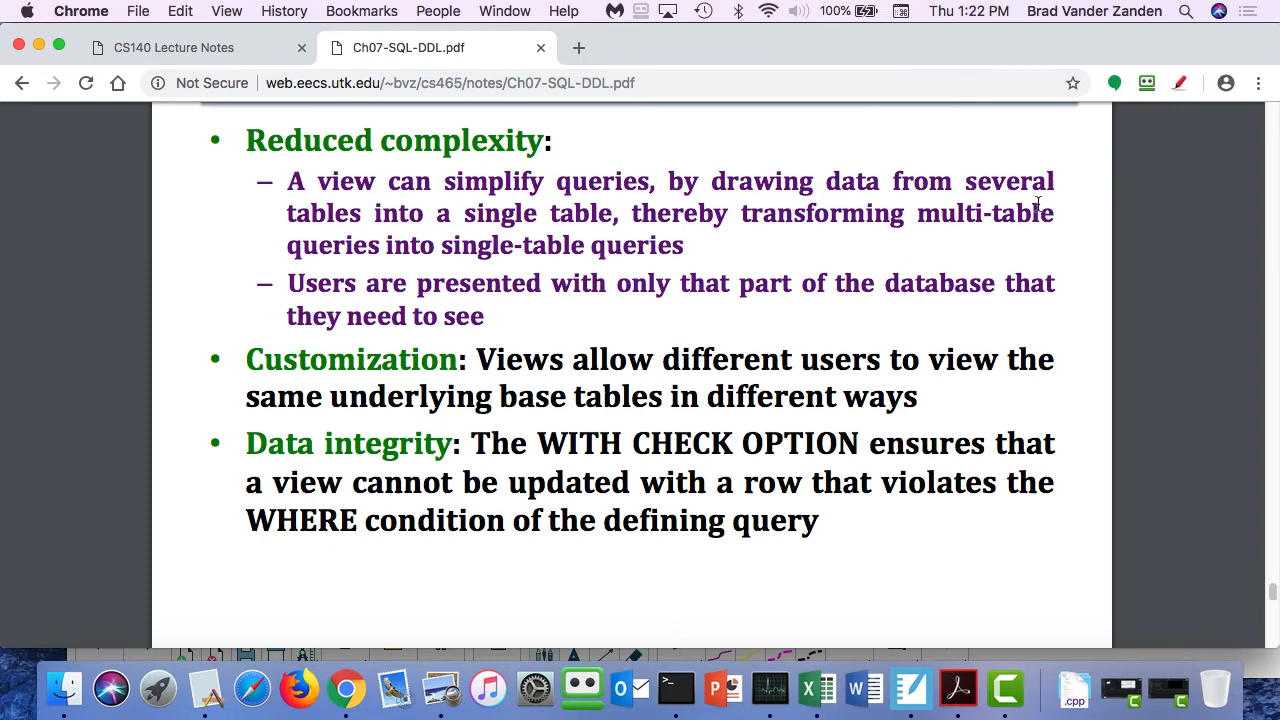 Chrome File Edit View History Bookmarks People Window Help 100% Thu 1:22 PM Brad Vander Zanden
CS140 Lecture Notes Ch07-SQL-DDL.pdf
Not Secure web.eecs.utk.edu/~bvz/cs465/notes/Ch07-SQL-DDL.pdf
• Reduced complexity:
– A view can simplify queries, by drawing data from several
tables into a single table, thereby transforming multi-table
queries into single-table queries
– Users are presented with only that part of the database that
they need to see
• Customization: Views allow different users to view the
same underlying base tables in different ways
• Data integrity: The WITH CHECK OPTION ensures that
a view cannot be updated with a row that violates the
WHERE condition of the defining query
.cpp